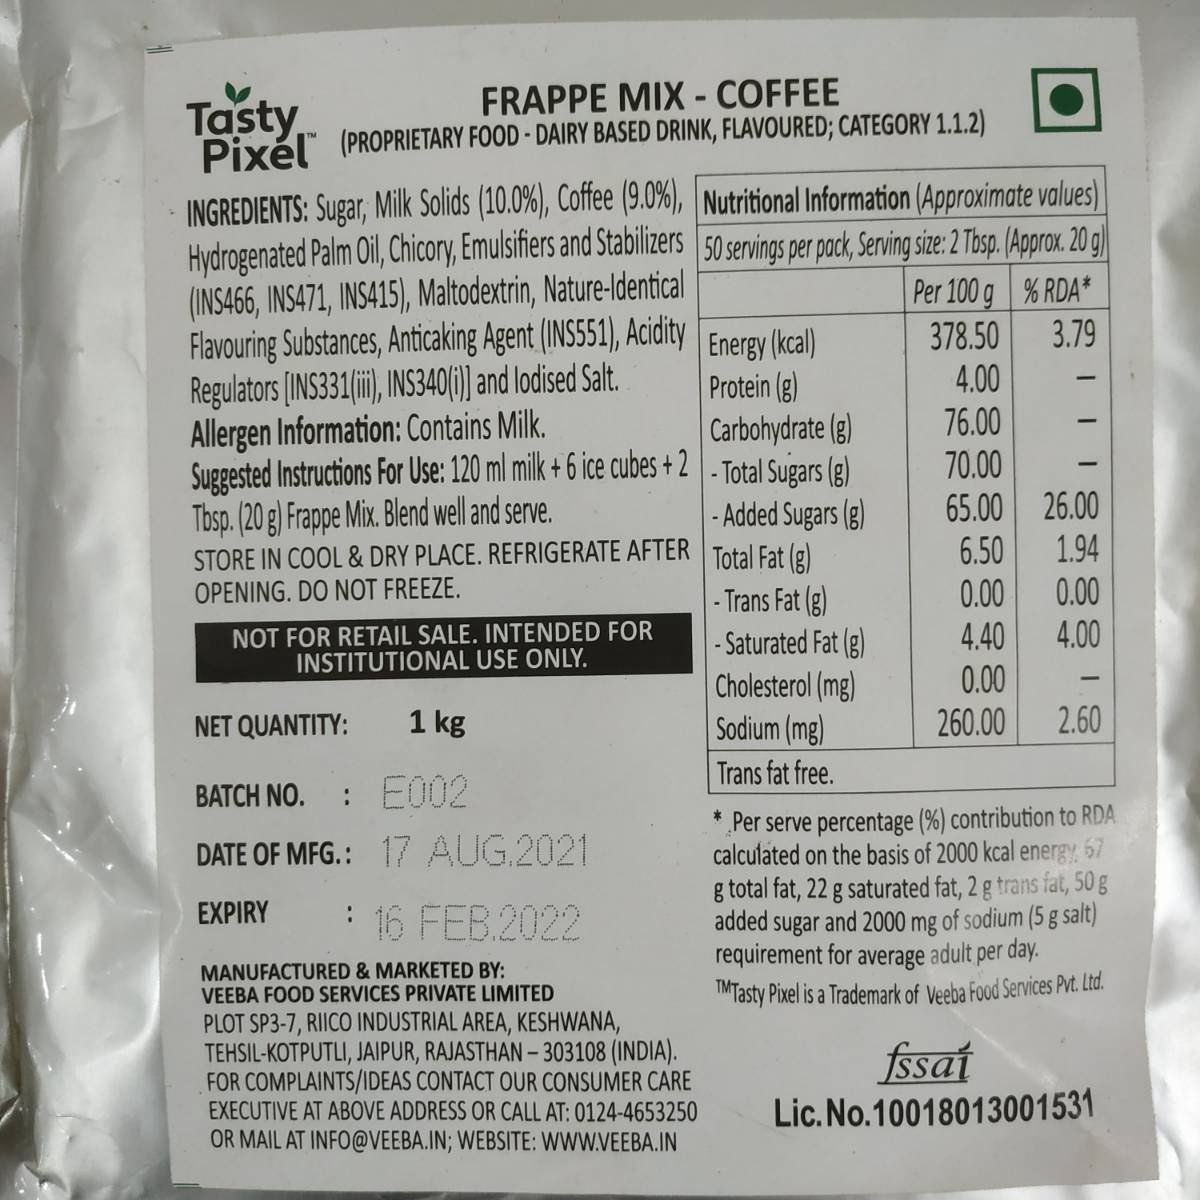 Tasty
Pixel™
FRAPPE MIX - COFFEE
(PROPRIETARY FOOD - DAIRY BASED DRINK, FLAVOURED; CATEGORY 1.1.2)
INGREDIENTS: Sugar, Milk Solids (10.0%), Coffee (9.0%),
Hydrogenated Palm Oil, Chicory, Emulsifiers and Stabilizers
(INS466, INS471, INS415), Maltodextrin, Nature-Identical
Flavouring Substances, Anticaking Agent (INS551), Acidity
Regulators [INS331(iii), INS340(i)] and Iodised Salt.
Allergen Information: Contains Milk.
Suggested Instructions For Use: 120 ml milk + 6 ice cubes + 2
Tbsp. (20 g) Frappe Mix. Blend well and serve.
STORE IN COOL & DRY PLACE. REFRIGERATE AFTER
OPENING. DO NOT FREEZE.
NOT FOR RETAIL SALE. INTENDED FOR
INSTITUTIONAL USE ONLY.
NET QUANTITY: 1 kg
BATCH NO. : E002
DATE OF MFG.: 17 AUG.2021
EXPIRY : 16 FEB.2022
MANUFACTURED & MARKETED BY:
VEEBA FOOD SERVICES PRIVATE LIMITED
PLOT SP3-7, RIICO INDUSTRIAL AREA, KESHWANA,
TEHSIL-KOTPUTLI, JAIPUR, RAJASTHAN – 303108 (INDIA).
FOR COMPLAINTS/IDEAS CONTACT OUR CONSUMER CARE
EXECUTIVE AT ABOVE ADDRESS OR CALL AT: 0124-4653250
OR MAIL AT INFO@VEEBA.IN; WEBSITE: WWW.VEEBA.IN
Nutritional Information (Approximate values)
50 servings per pack, Serving size: 2 Tbsp. (Approx. 20 g)
Per 100 g % RDA*
Energy (kcal) 378.50 3.79
Protein (g) 4.00 –
Carbohydrate (g) 76.00 –
- Total Sugars (g) 70.00 –
- Added Sugars (g) 65.00 26.00
Total Fat (g) 6.50 1.94
- Trans Fat (g) 0.00 0.00
- Saturated Fat (g) 4.40 4.00
Cholesterol (mg) 0.00 –
Sodium (mg) 260.00 2.60
Trans fat free.
* Per serve percentage (%) contribution to RDA
calculated on the basis of 2000 kcal energy, 67
g total fat, 22 g saturated fat, 2 g trans fat, 50 g
added sugar and 2000 mg of sodium (5 g salt)
requirement for average adult per day.
™Tasty Pixel is a Trademark of Veeba Food Services Pvt. Ltd.
fssai
Lic.No.10018013001531